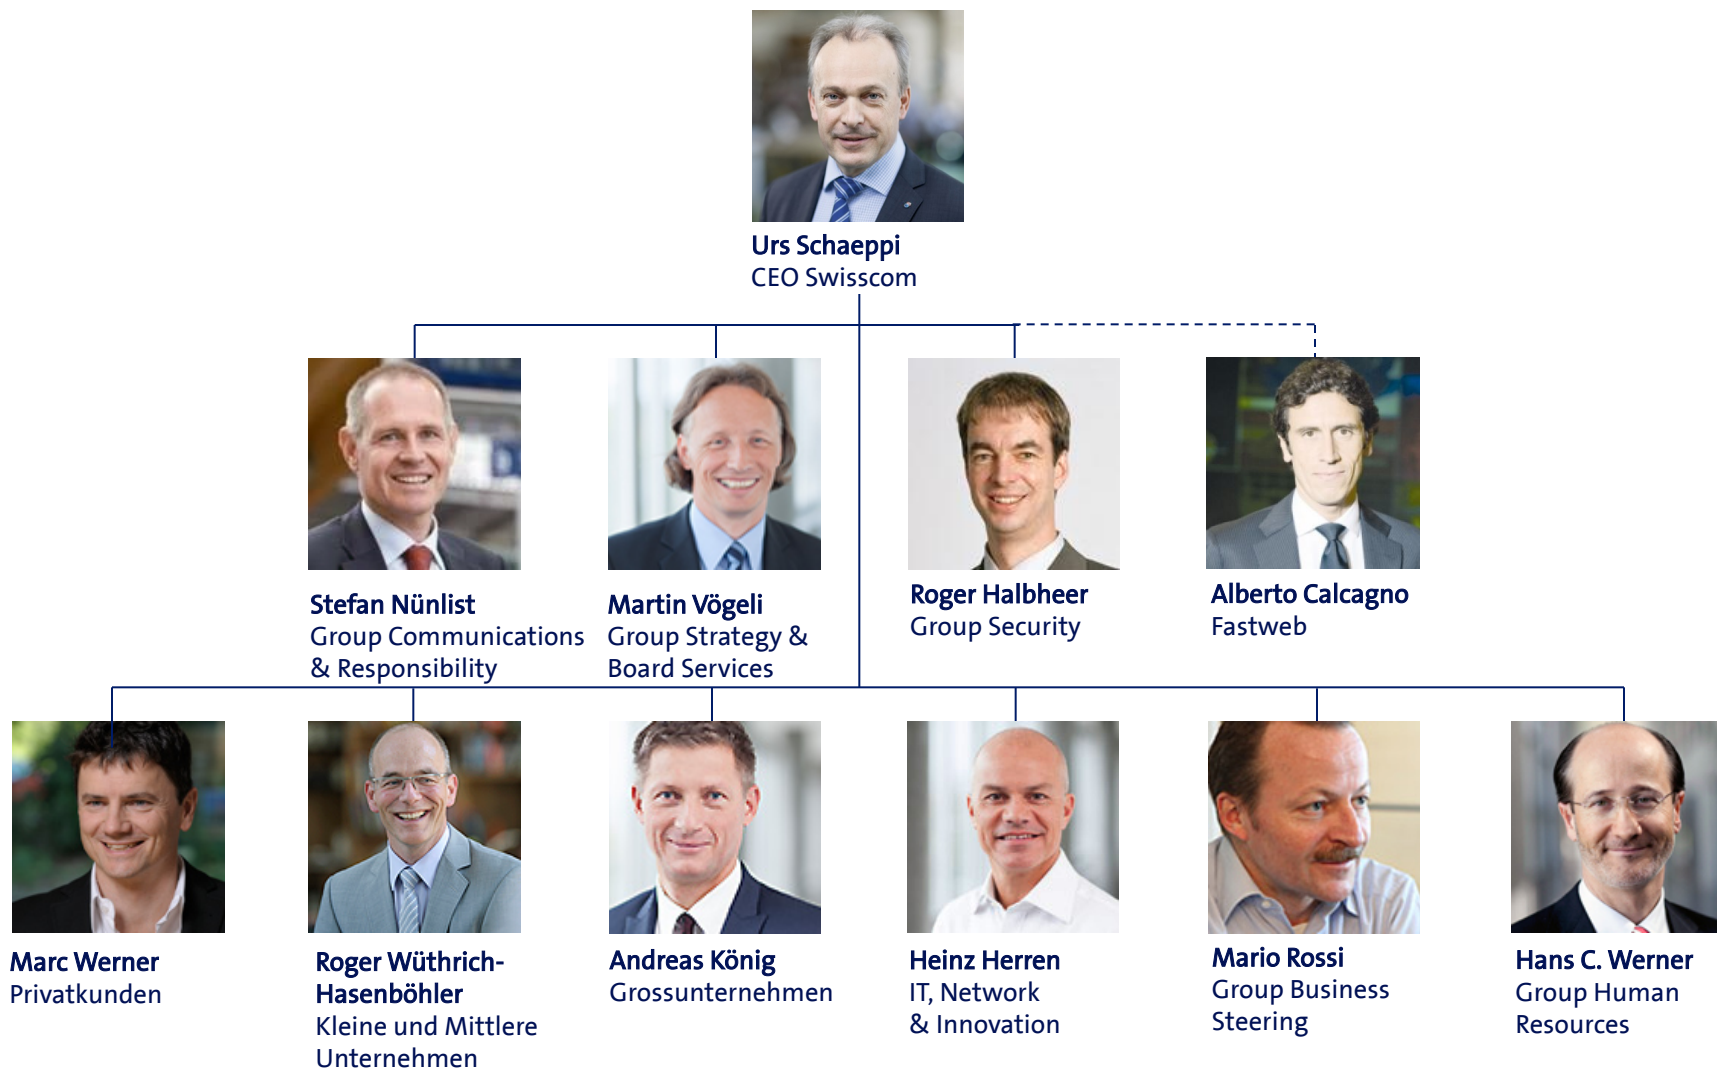 Urs Schaeppi
CEO Swisscom
Stefan Nünlist
Group Communications
& Responsibility
Martin Vögeli
Group Strategy &
Board Services
Roger Halbheer
Group Security
Alberto Calcagno
Fastweb
Marc Werner
Privatkunden
Roger Wüthrich-
Hasenböhler
Kleine und Mittlere
Unternehmen
Andreas König
Grossunternehmen
Heinz Herren
IT, Network
& Innovation
Mario Rossi
Group Business
Steering
Hans C. Werner
Group Human
Resources